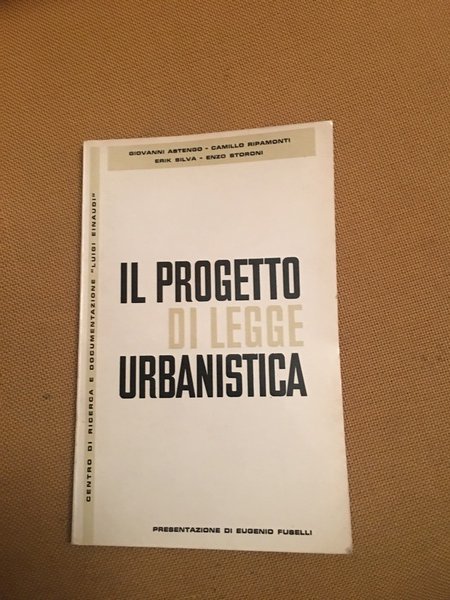 GIOVANNI ASTENGO - CAMILLO RIPAMONTI
ERIK SILVA - ENZO STORONI
CENTRO DI RICERCA E DOCUMENTAZIONE "LUIGI EINAUDI"
IL PROGETTO
DI LEGGE
URBANISTICA
PRESENTAZIONE DI EUGENIO FUSELLI